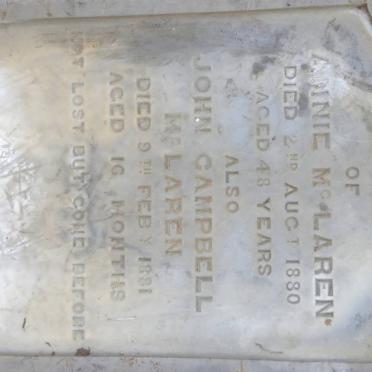 OF
ANNIE McLAREN
DIED 2ND AUGT 1880
AGED 48 YEARS
ALSO
JOHN CAMPBELL
McLAREN
DIED 9TH FEBY 1881
AGED 16 MONTHS
NOT LOST BUT GONE BEFORE